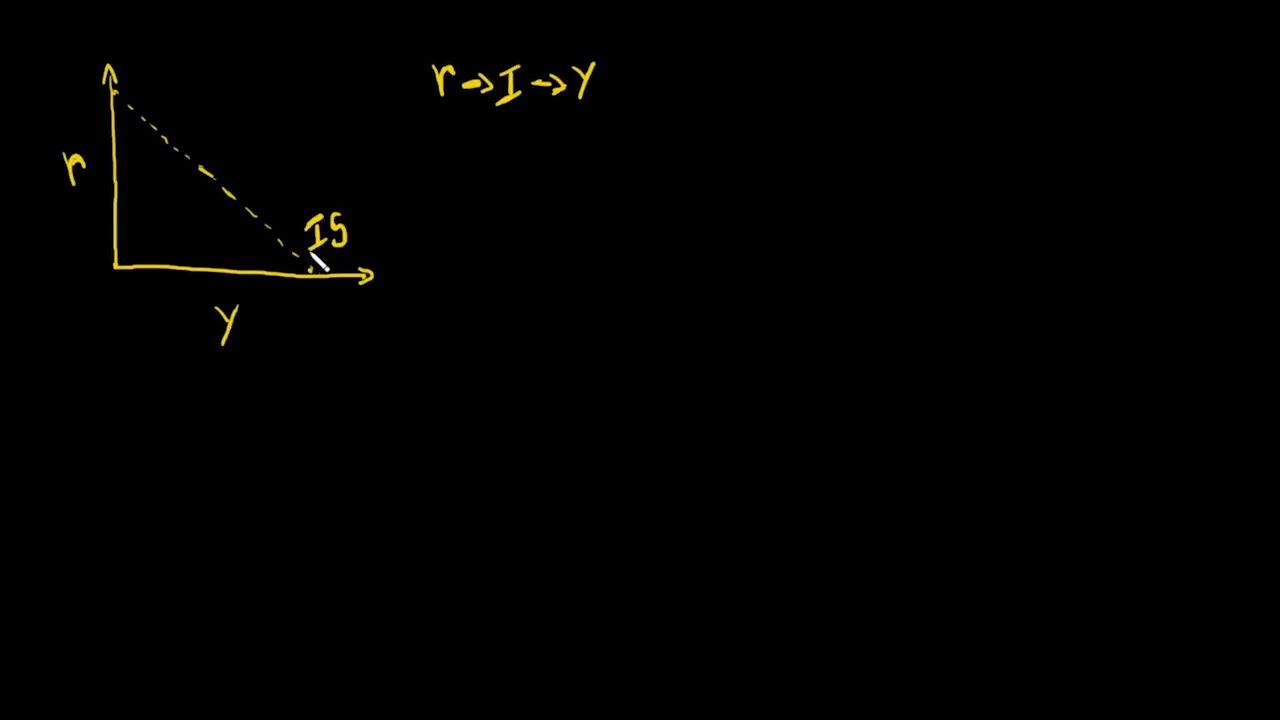 r → I → Y
r
IS
Y